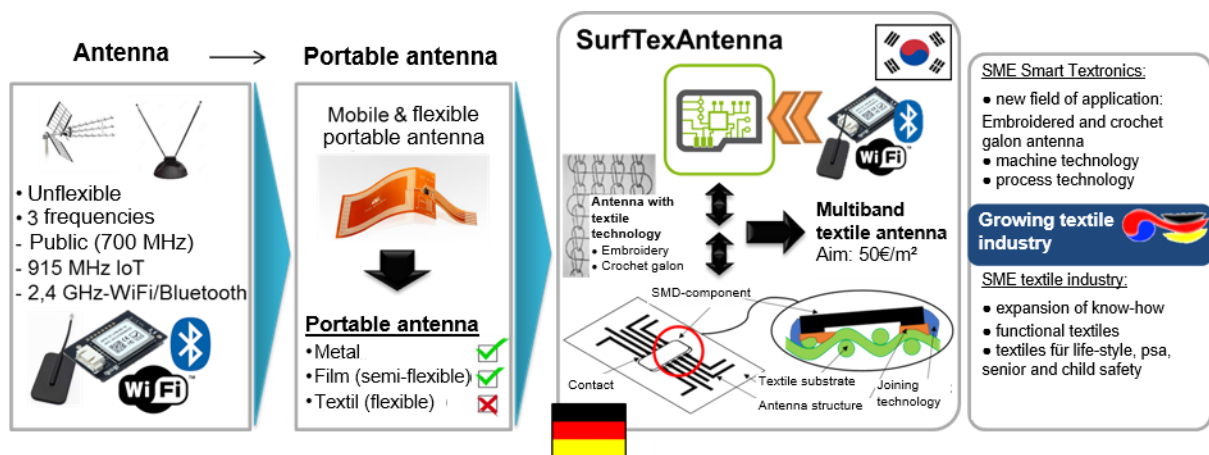 Antenna
• Unflexible
• 3 frequencies
- Public (700 MHz)
- 915 MHz IoT
- 2,4 GHz-WiFi/Bluetooth
WiFi
Portable antenna
Mobile & flexible
portable antenna
Portable antenna
• Metal
• Film (semi-flexible)
• Textil (flexible)
SurfTexAntenna
WiFi
Antenna with
textile
technology
• Embroidery
• Crochet galon
Multiband
textile antenna
Aim: 50€/m²
SMD-component
Contact
Textile substrate
Antenna structure
Joining
technology
SME Smart Textronics:
• new field of application:
Embroidered and crochet
galon antenna
• machine technology
• process technology
Growing textile
industry
SME textile industry:
• expansion of know-how
• functional textiles
• textiles für life-style, psa,
senior and child safety